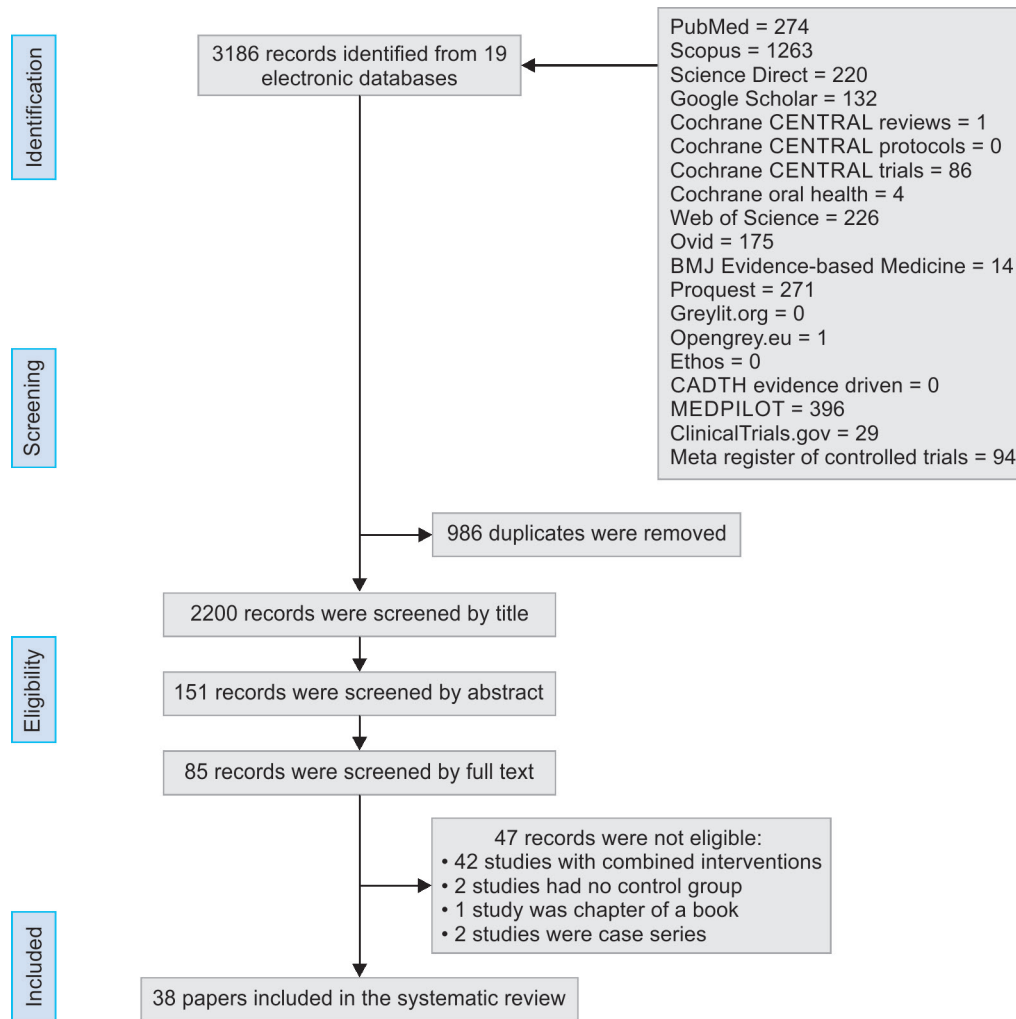 Identification
3186 records identified from 19
electronic databases
PubMed = 274
Scopus = 1263
Science Direct = 220
Google Scholar = 132
Cochrane CENTRAL reviews = 1
Cochrane CENTRAL protocols = 0
Cochrane CENTRAL trials = 86
Cochrane oral health = 4
Web of Science = 226
Ovid = 175
BMJ Evidence-based Medicine = 14
Proquest = 271
Greylit.org = 0
Opengrey.eu = 1
Ethos = 0
CADTH evidence driven = 0
MEDPILOT = 396
ClinicalTrials.gov = 29
Meta register of controlled trials = 94
Screening
986 duplicates were removed
2200 records were screened by title
Eligibility
151 records were screened by abstract
85 records were screened by full text
47 records were not eligible:
• 42 studies with combined interventions
• 2 studies had no control group
• 1 study was chapter of a book
• 2 studies were case series
Included
38 papers included in the systematic review